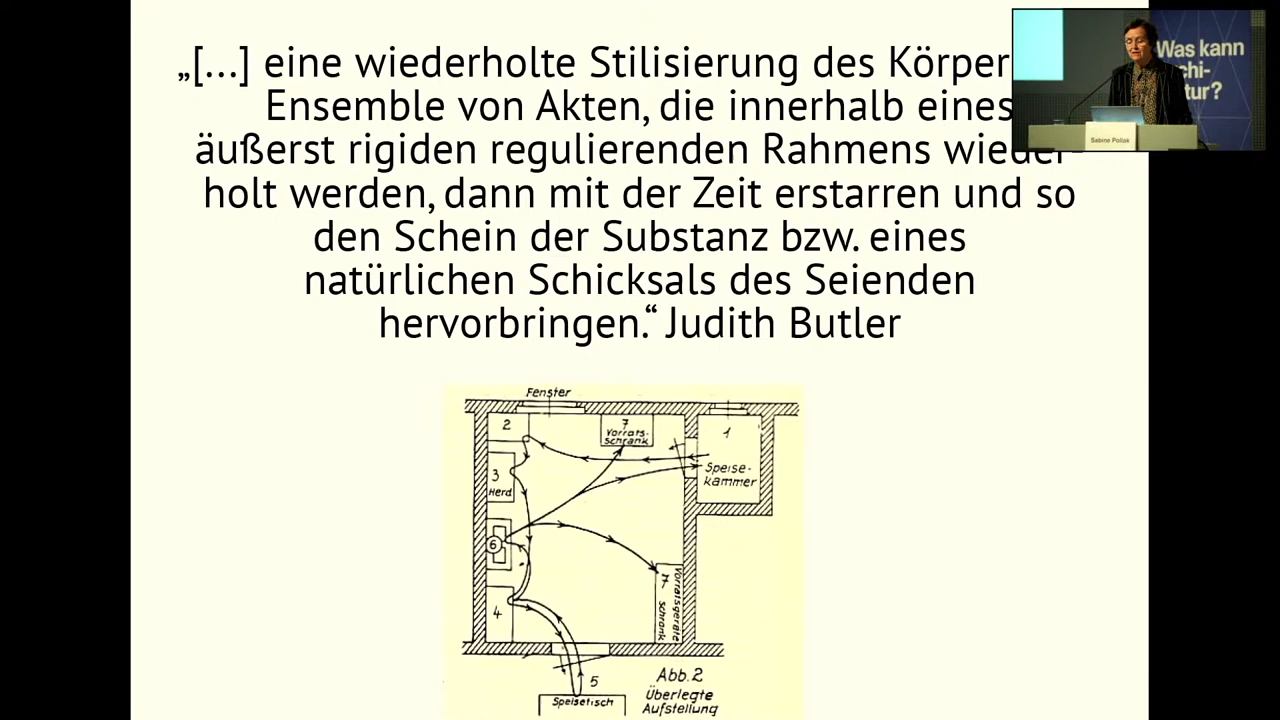 „[...] eine wiederholte Stilisierung des Körper
Ensemble von Akten, die innerhalb eines
äußerst rigiden regulierenden Rahmens wieder-
holt werden, dann mit der Zeit erstarren und so
den Schein der Substanz bzw. eines
natürlichen Schicksals des Seienden
hervorbringen.“ Judith Butler
Was kann
chi-
tur?
Sabine Pollak
Fenster
2
7
Vorrats-
schrank
1
Speise-
kammer
3
Herd
6
4
7
Vorratsgeräte
schrank
5
Speisetisch
Abb. 2
Überlegte
Aufstellung